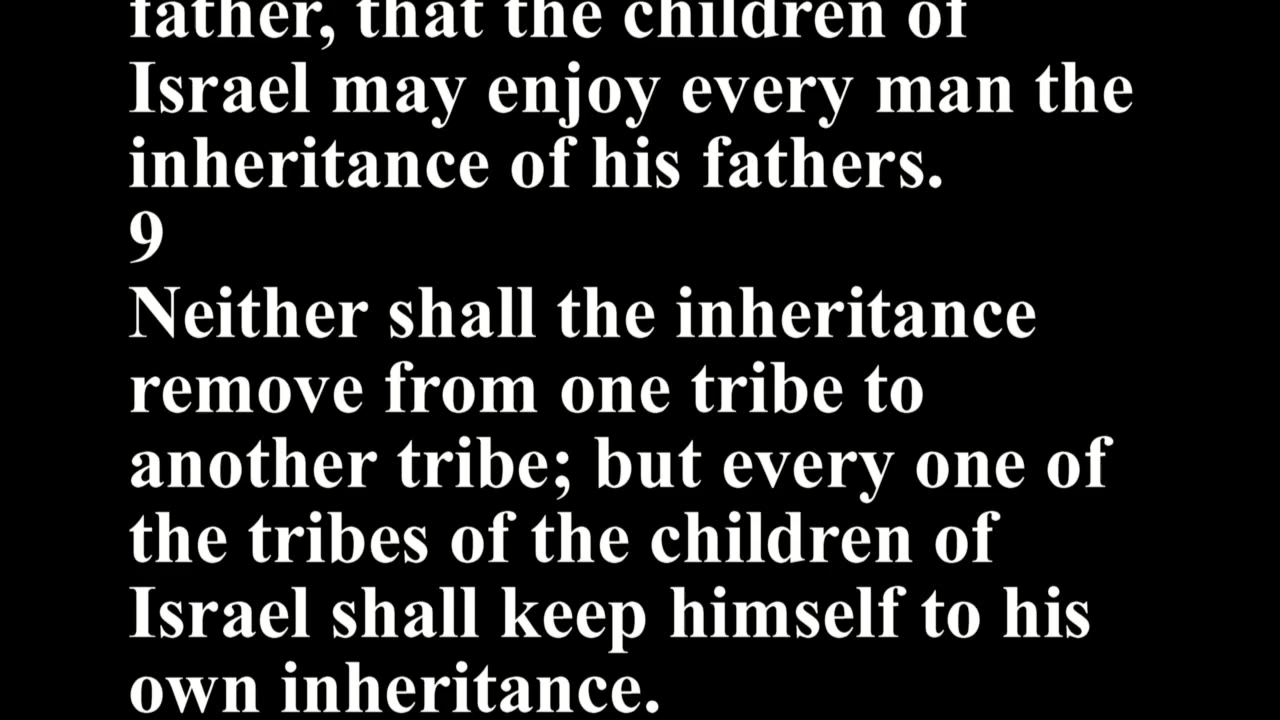 father, that the children of
Israel may enjoy every man the
inheritance of his fathers.
9
Neither shall the inheritance
remove from one tribe to
another tribe; but every one of
the tribes of the children of
Israel shall keep himself to his
own inheritance.